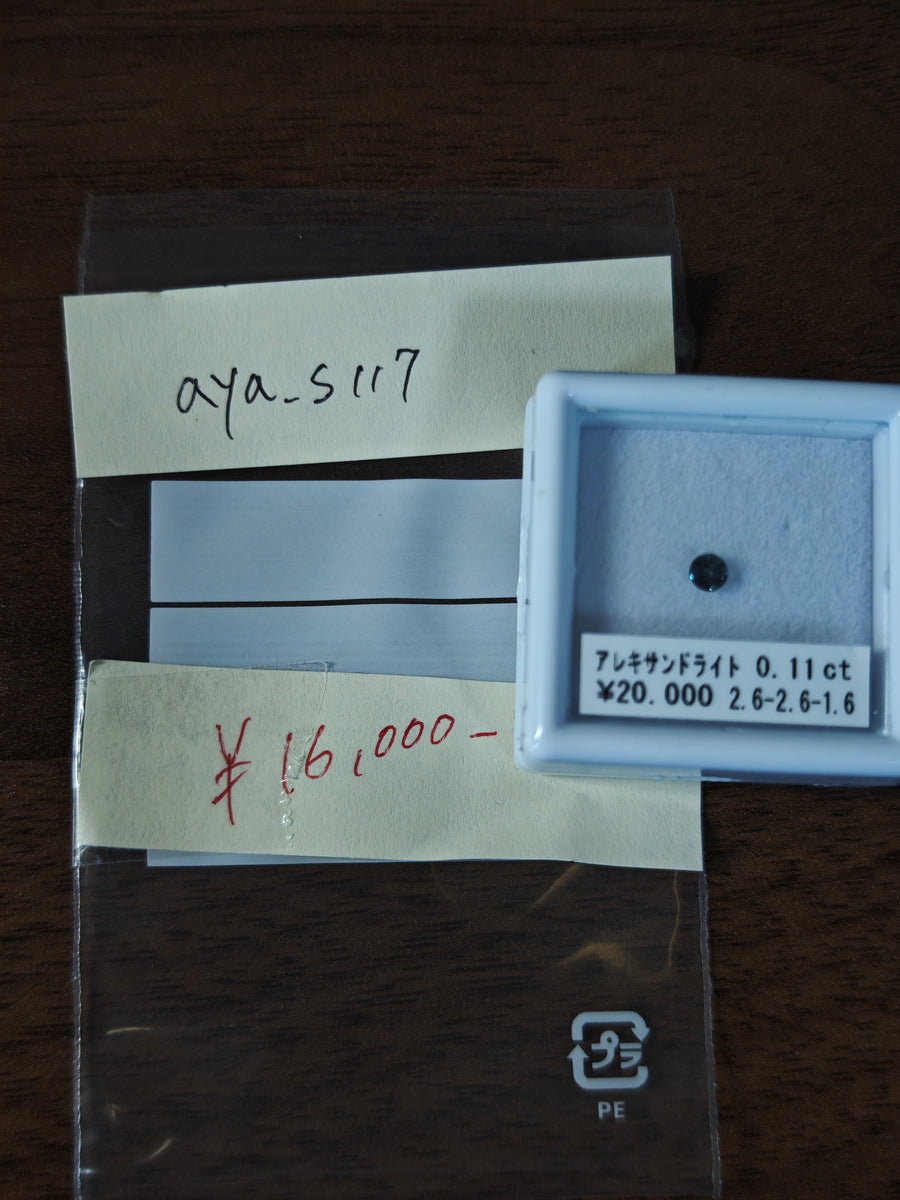 aya_s117
アレキサンドライト 0.11ct
¥20.000 2.6-2.6-1.6
¥16,000-
プラ
PE